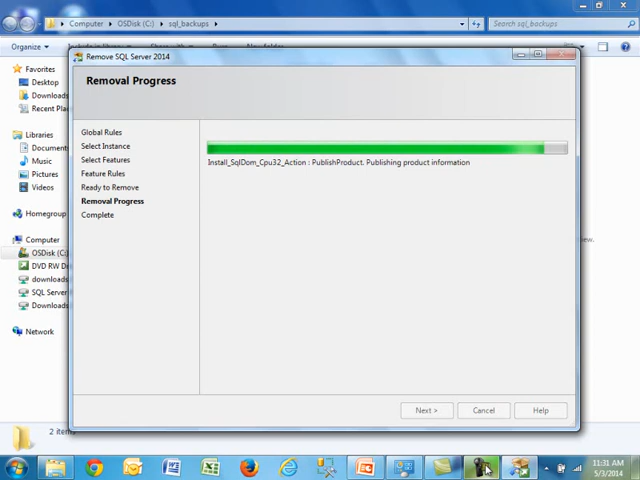 Computer ▸ OSDisk (C:) ▸ sql_backups ▸
Search sql_backups
Organize
Remove SQL Server 2014
Removal Progress
Favorites
Desktop
Downloads
Recent Plac
Libraries
Documents
Music
Pictures
Videos
Homegroup
Computer
OSDisk (C:)
DVD RW Dr
downloads
SQL Server
Downloads
Network
Global Rules
Select Instance
Select Features
Feature Rules
Ready to Remove
Removal Progress
Complete
Install_SqlDom_Cpu32_Action : PublishProduct. Publishing product information
Next >
Cancel
Help
2 items
11:31 AM
5/3/2014